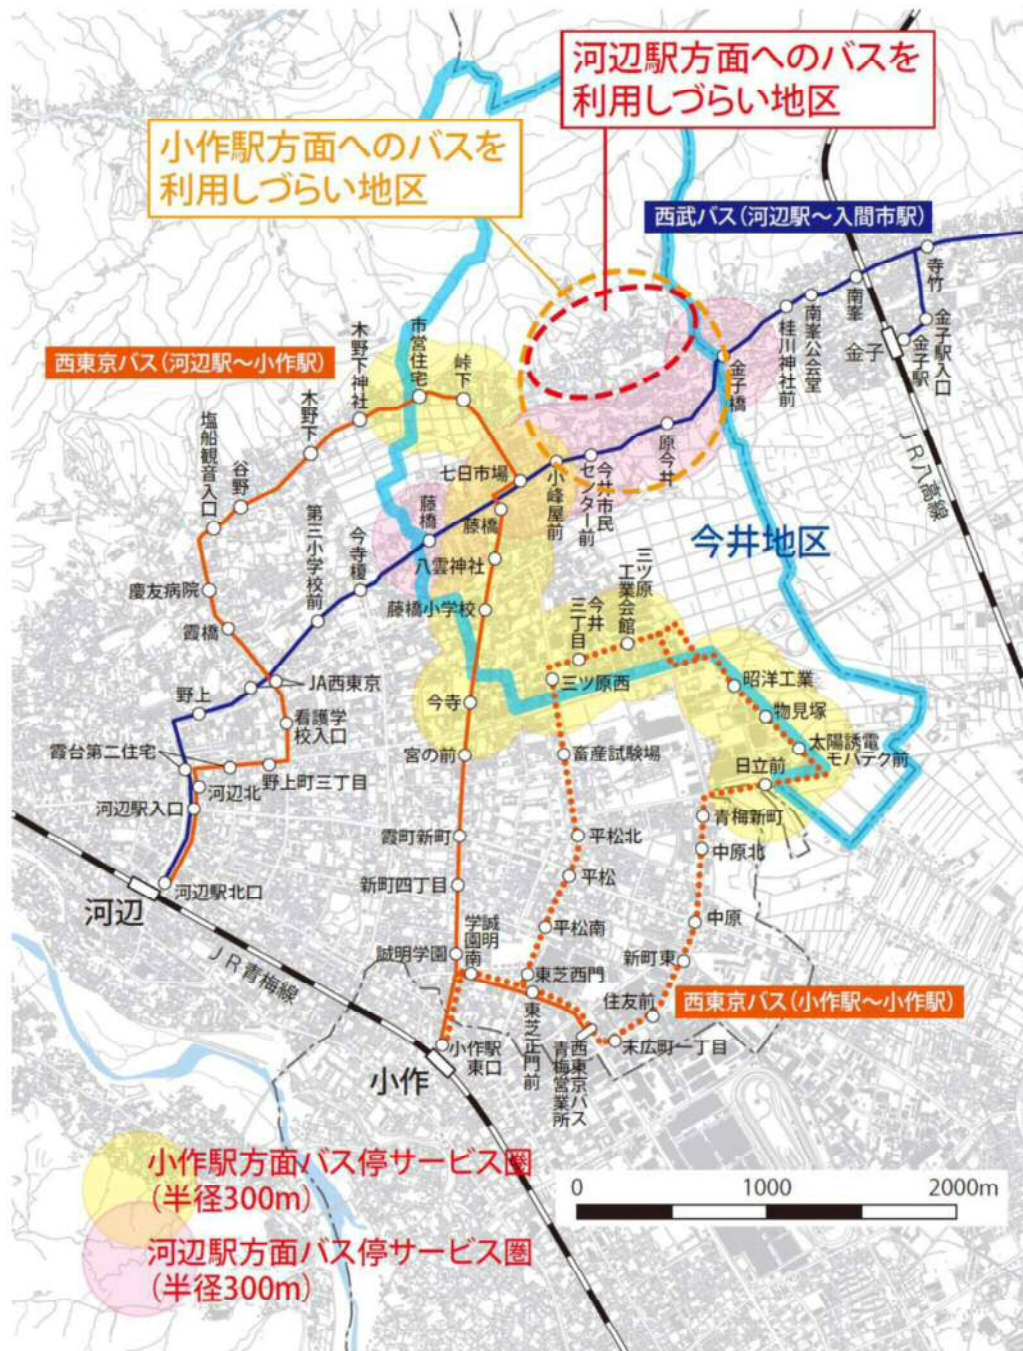 河辺駅方面へのバスを
利用しづらい地区
小作駅方面へのバスを
利用しづらい地区
西武バス(河辺駅～入間市駅)
寺竹
金子駅入口
金子駅
金子
南峯
南峯公会堂
桂川神社前
金子橋
西東京バス(河辺駅～小作駅)
市営住宅
峠下
木野下神社
木野下
塩船観音入口
谷野
七日市場
小峰屋前
今井市民
センター前
原今井
ＪＲ八高線
今井地区
藤橋
藤橋
今寺榎
第三小学校前
八雲神社
慶友病院
藤橋小学校
霞橋
三ツ原
工業会館
今井
三丁目
三ツ原西
昭洋工業
物見塚
太陽誘電
モバテク前
日立前
JA西東京
野上
看護学
校入口
今寺
宮の前
畜産試験場
霞台第二住宅
野上町三丁目
河辺北
河辺駅入口
青梅新町
霞町新町
平松北
中原北
新町四丁目
平松
河辺駅北口
河辺
中原
平松南
誠明
学園南
誠明学園
新町東
東芝西門
ＪＲ青梅線
住友前
西東京バス(小作駅～小作駅)
小作駅
東口
東芝正門前
西東京バス
青梅営業所
末広町一丁目
小作
小作駅方面バス停サービス圏
(半径300m)
河辺駅方面バス停サービス圏
(半径300m)
0 1000 2000m